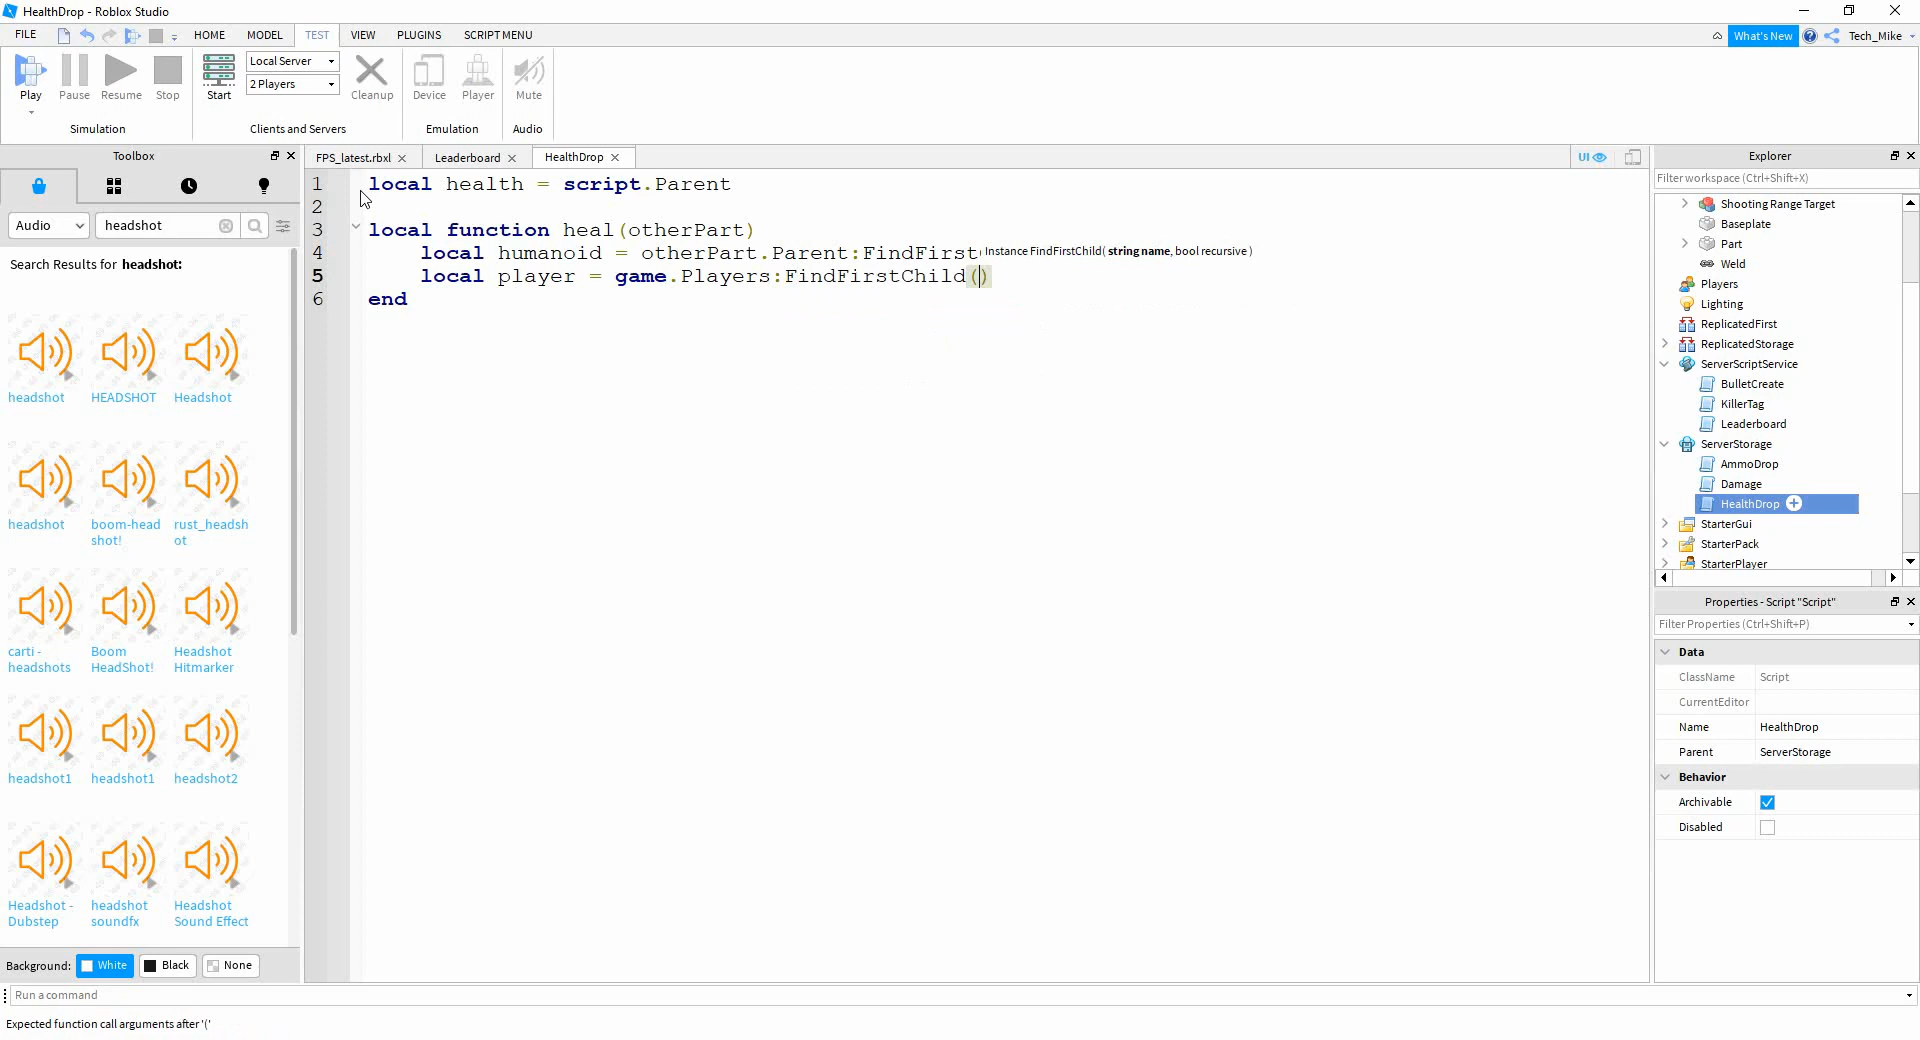 HealthDrop - Roblox Studio
FILE HOME MODEL TEST VIEW PLUGINS SCRIPT MENU What's New Tech_Mike
Play Pause Resume Stop Start Local Server 2 Players Cleanup Device Player Mute
Simulation Clients and Servers Emulation Audio
Toolbox
Audio headshot
Search Results for headshot:
headshot HEADSHOT Headshot
headshot boom-head shot! rust_headsh ot
carti - headshots Boom HeadShot! Headshot Hitmarker
headshot1 headshot1 headshot2
Headshot - Dubstep headshot soundfx Headshot Sound Effect
Background: White Black None
FPS_latest.rbxl Leaderboard HealthDrop UI
1 local health = script.Parent
2
3 local function heal(otherPart)
4 local humanoid = otherPart.Parent:FindFirst
Instance FindFirstChild( string name, bool recursive )
5 local player = game.Players:FindFirstChild()
6 end
Explorer
Filter workspace (Ctrl+Shift+X)
Shooting Range Target
Baseplate
Part
Weld
Players
Lighting
ReplicatedFirst
ReplicatedStorage
ServerScriptService
BulletCreate
KillerTag
Leaderboard
ServerStorage
AmmoDrop
Damage
HealthDrop
StarterGui
StarterPack
StarterPlayer
Properties - Script "Script"
Filter Properties (Ctrl+Shift+P)
Data
ClassName Script
CurrentEditor
Name HealthDrop
Parent ServerStorage
Behavior
Archivable
Disabled
Run a command
Expected function call arguments after '('